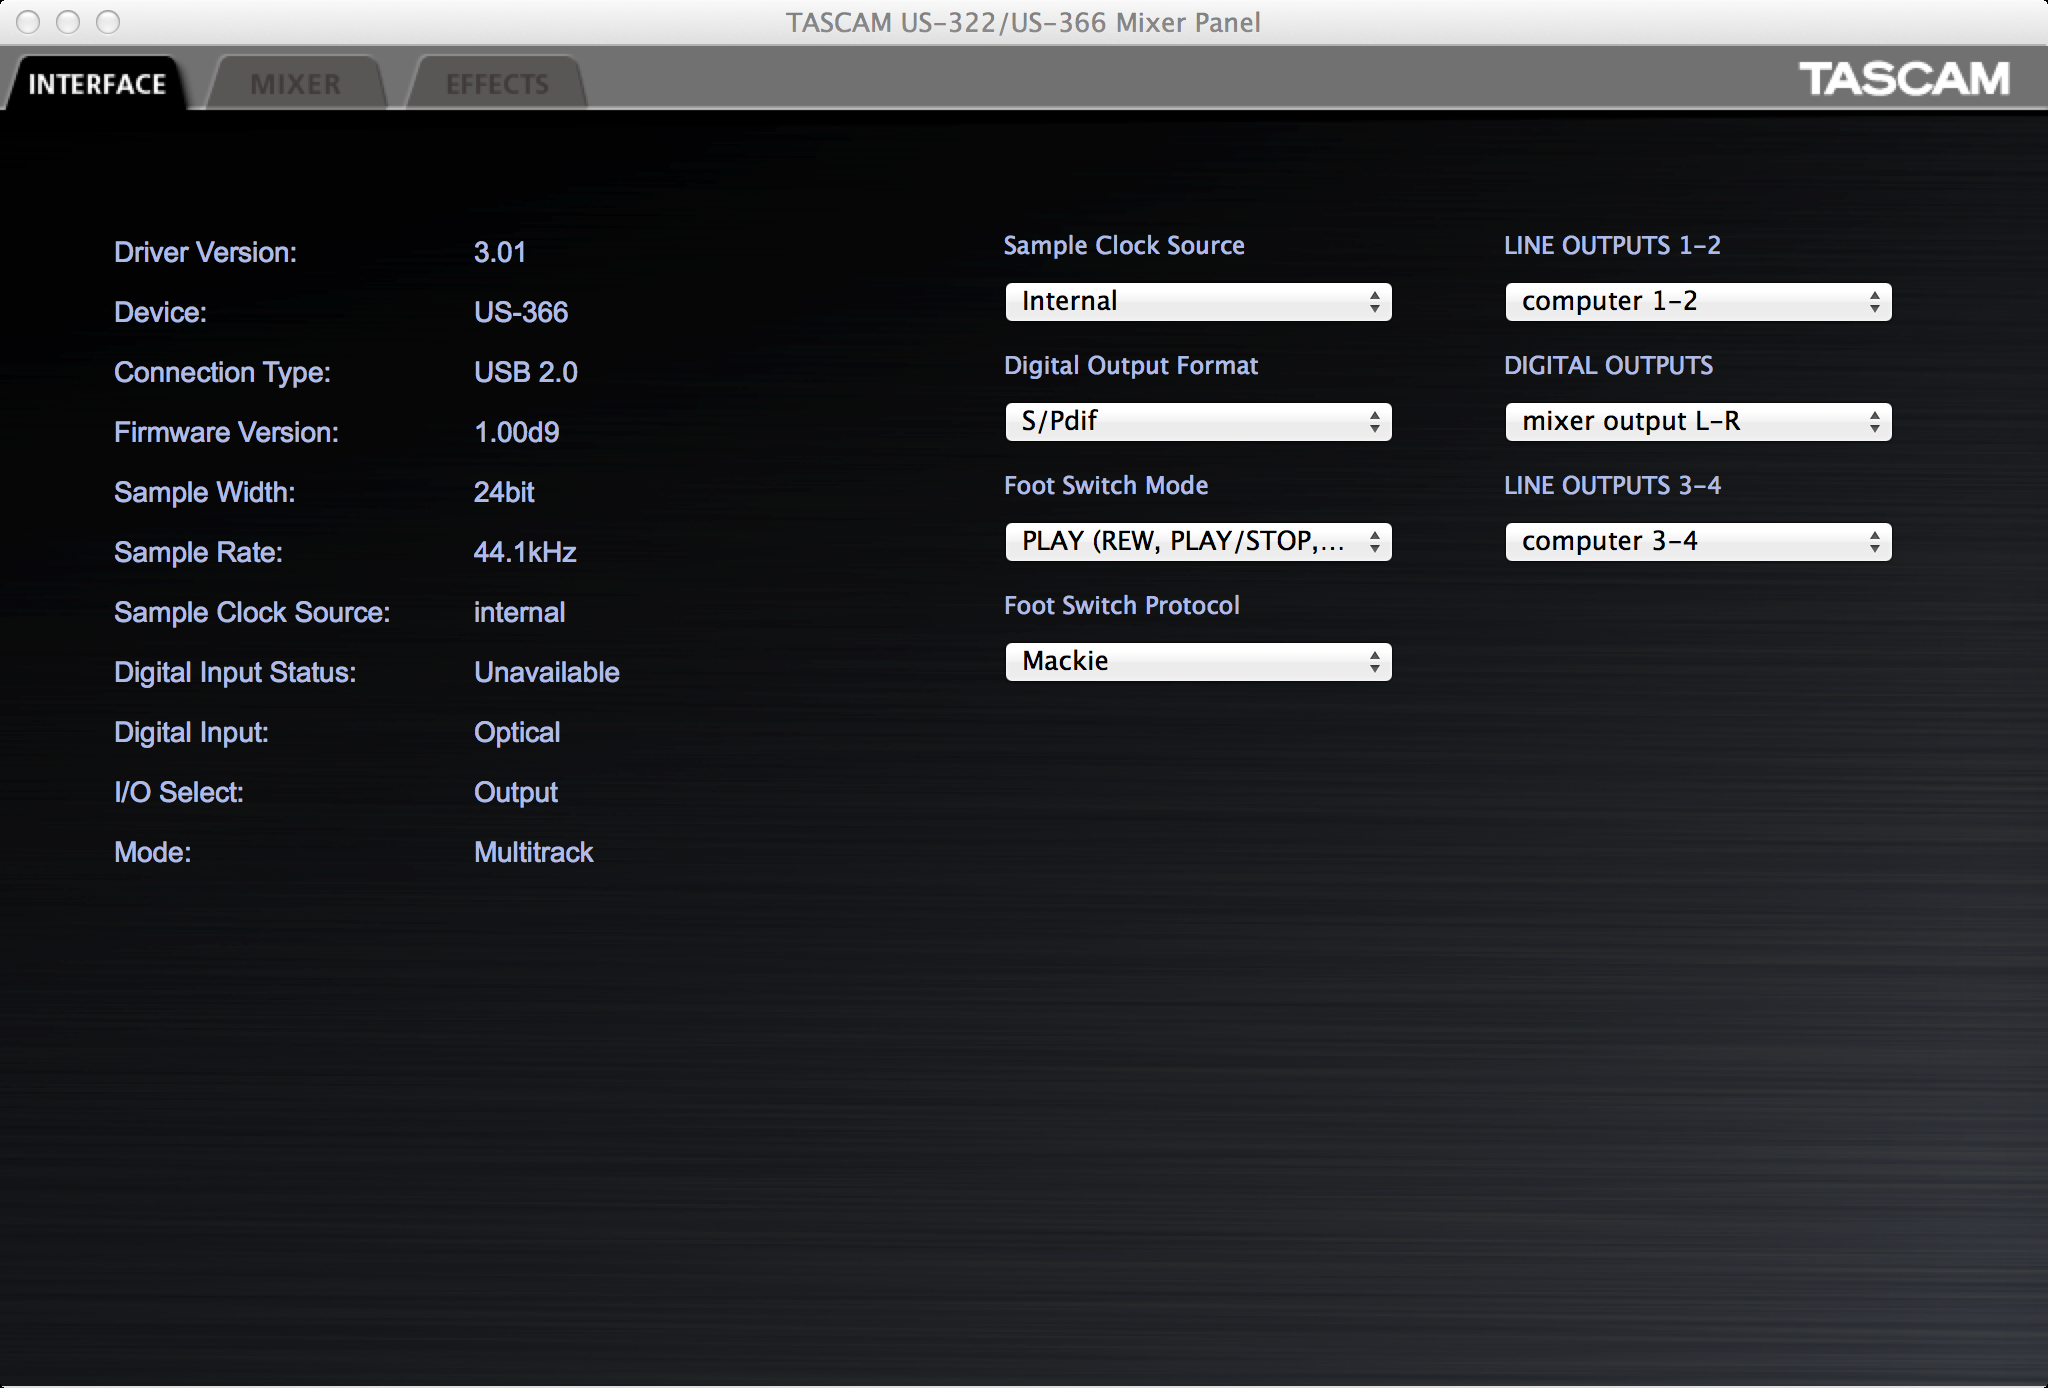 TASCAM US-322/US-366 Mixer Panel
INTERFACE MIXER EFFECTS TASCAM
Driver Version: 3.01
Device: US-366
Connection Type: USB 2.0
Firmware Version: 1.00d9
Sample Width: 24bit
Sample Rate: 44.1kHz
Sample Clock Source: internal
Digital Input Status: Unavailable
Digital Input: Optical
I/O Select: Output
Mode: Multitrack
Sample Clock Source
Internal
Digital Output Format
S/Pdif
Foot Switch Mode
PLAY (REW, PLAY/STOP,...
Foot Switch Protocol
Mackie
LINE OUTPUTS 1-2
computer 1-2
DIGITAL OUTPUTS
mixer output L-R
LINE OUTPUTS 3-4
computer 3-4